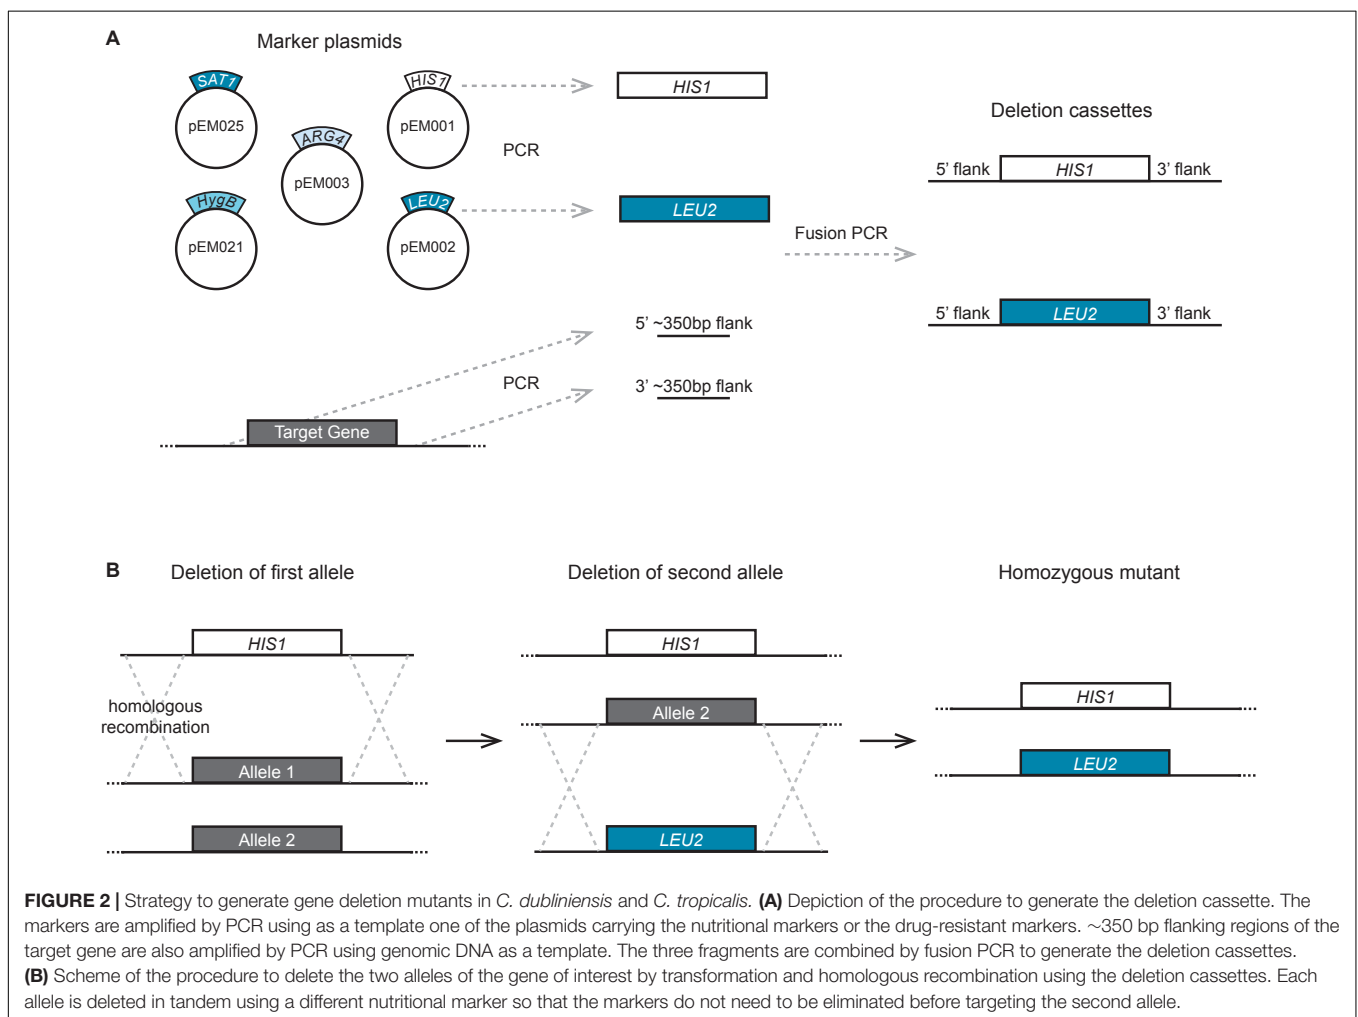 A
Marker plasmids
SAT1
pEM025
HIS1
pEM001
HIS1
ARG4
pEM003
PCR
Deletion cassettes
5’ flank
HIS1
3’ flank
HygB
pEM021
LEU2
pEM002
LEU2
Fusion PCR
5’ flank
LEU2
3’ flank
5’ ~350bp flank
PCR
3’ ~350bp flank
Target Gene
B
Deletion of first allele
Deletion of second allele
Homozygous mutant
HIS1
homologous
recombination
Allele 1
Allele 2
HIS1
Allele 2
LEU2
HIS1
LEU2
FIGURE 2 | Strategy to generate gene deletion mutants in C. dubliniensis and C. tropicalis. (A) Depiction of the procedure to generate the deletion cassette. The
markers are amplified by PCR using as a template one of the plasmids carrying the nutritional markers or the drug-resistant markers. ~350 bp flanking regions of the
target gene are also amplified by PCR using genomic DNA as a template. The three fragments are combined by fusion PCR to generate the deletion cassettes.
(B) Scheme of the procedure to delete the two alleles of the gene of interest by transformation and homologous recombination using the deletion cassettes. Each
allele is deleted in tandem using a different nutritional marker so that the markers do not need to be eliminated before targeting the second allele.